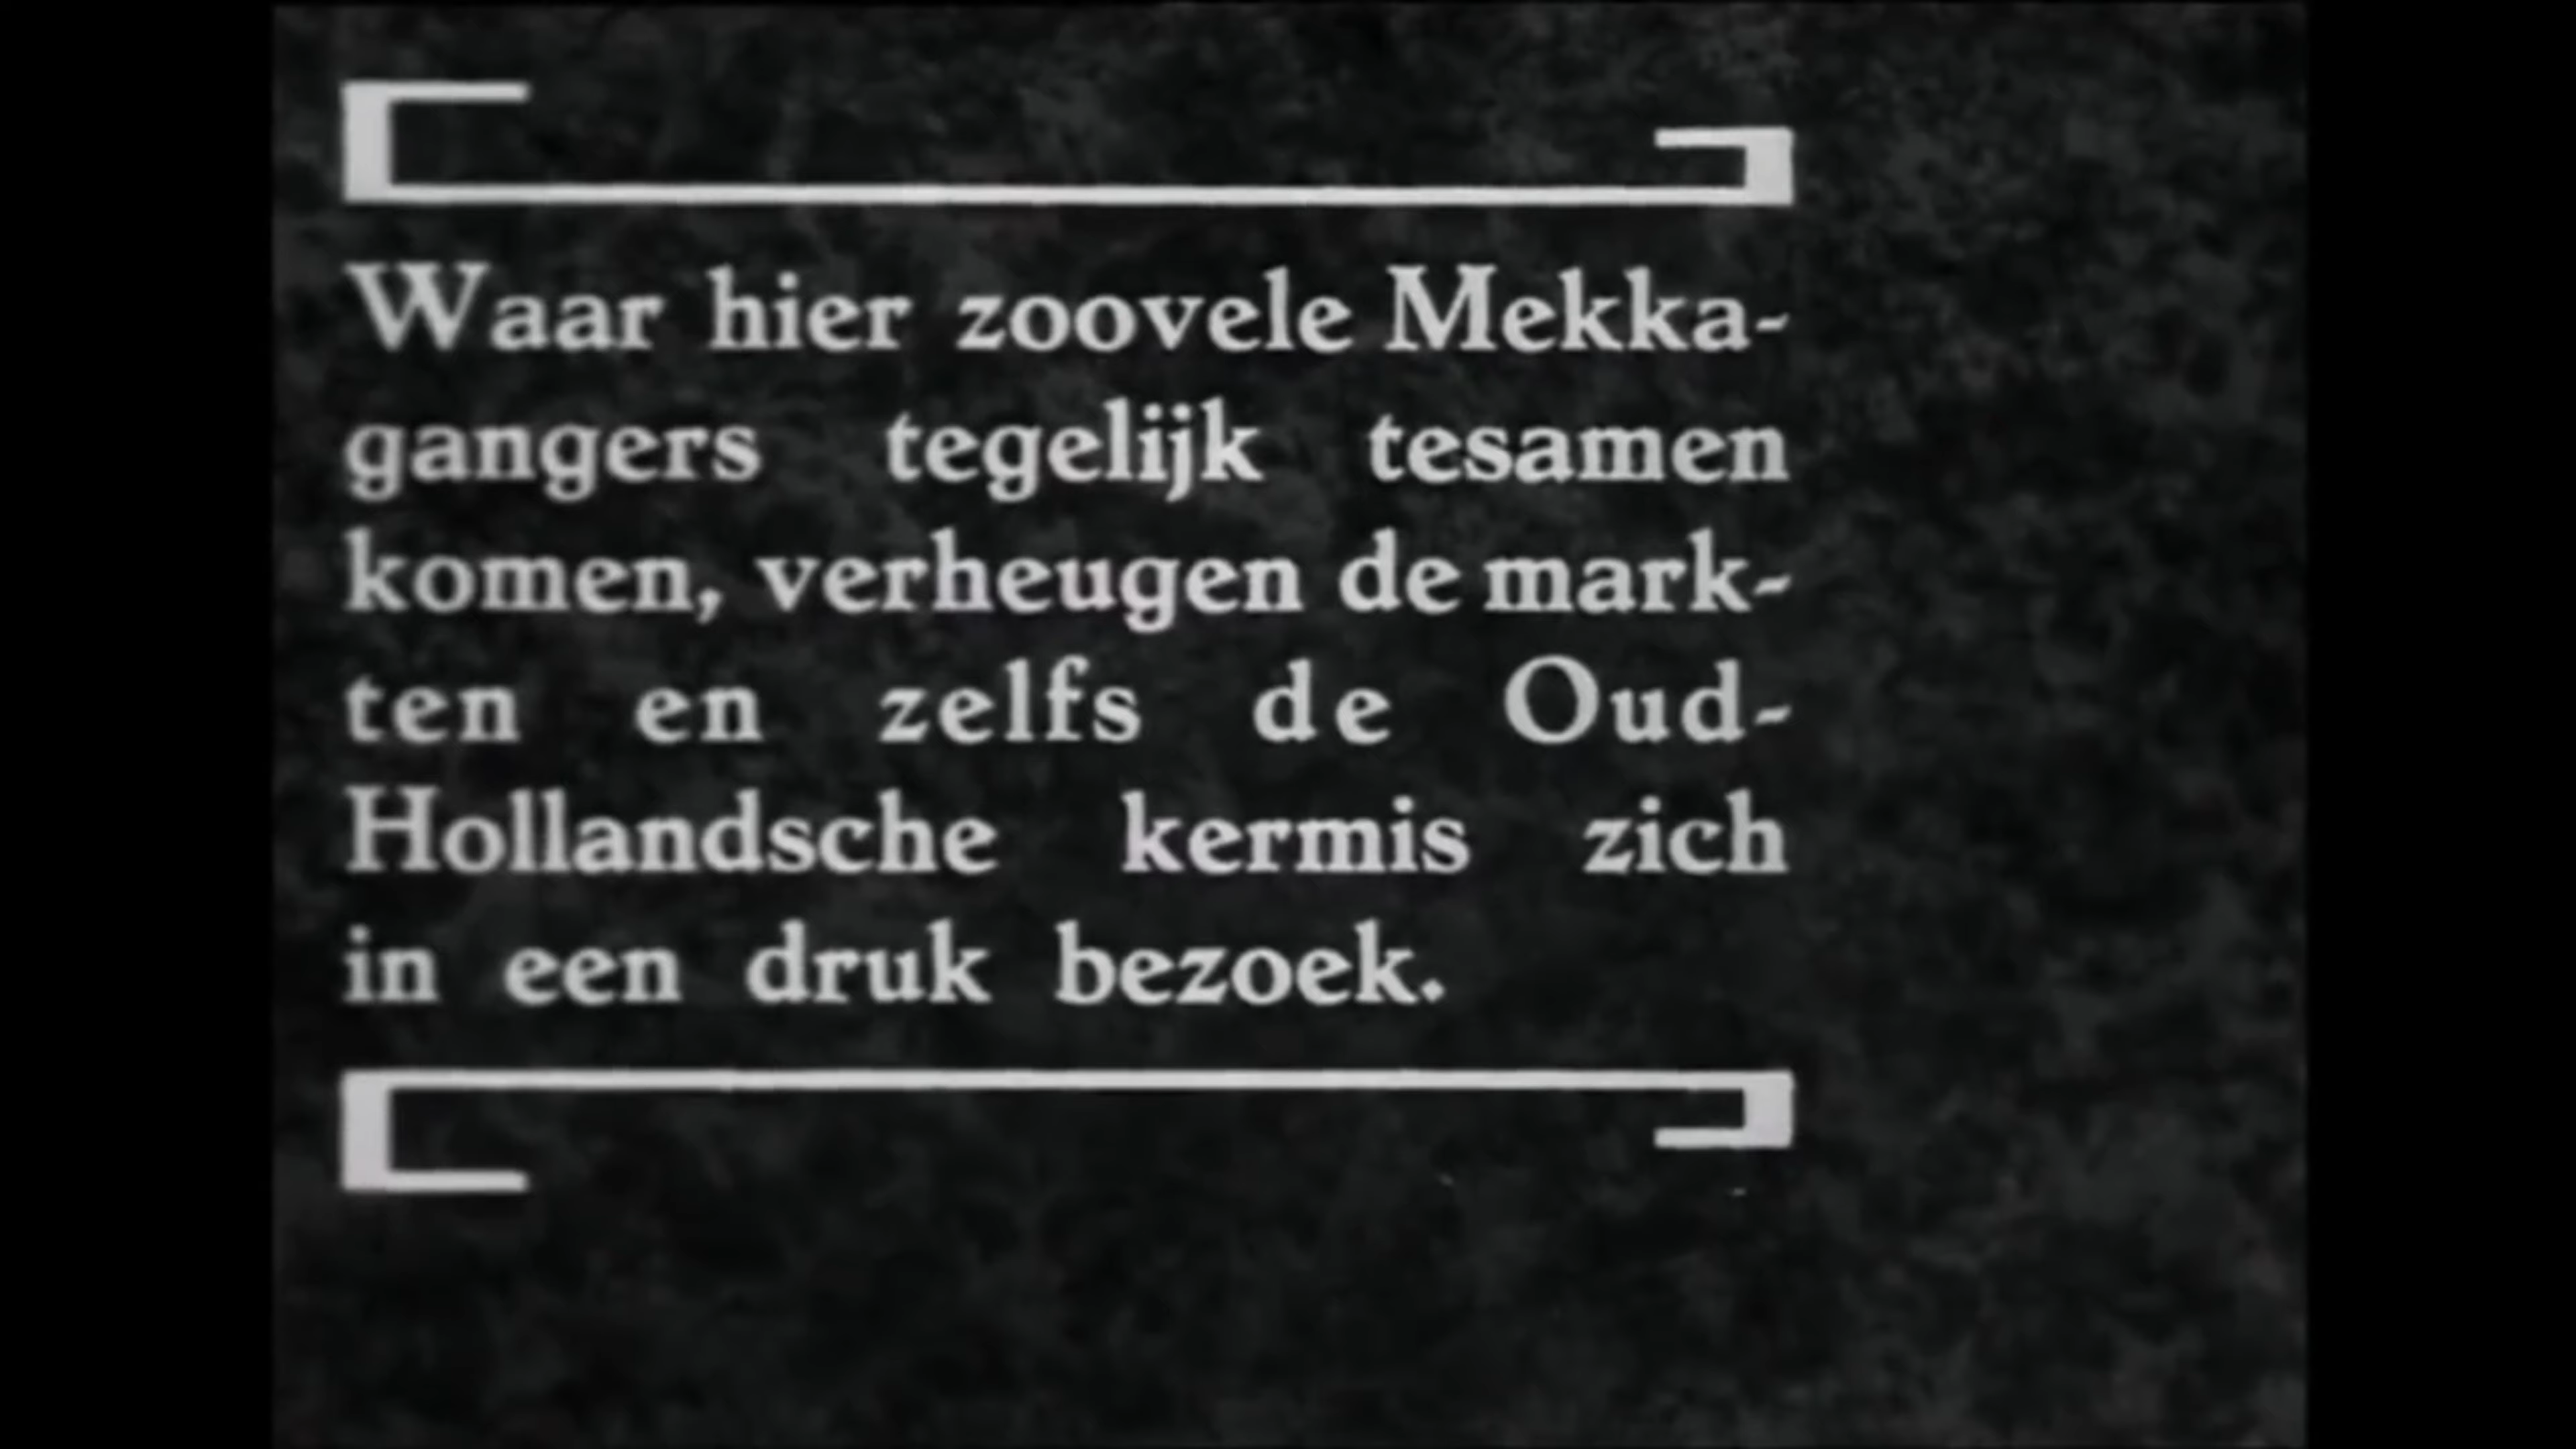 Waar hier zoovele Mekka-
gangers tegelijk tesamen
komen, verheugen de mark-
ten en zelfs de Oud-
Hollandsche kermis zich
in een druk bezoek.